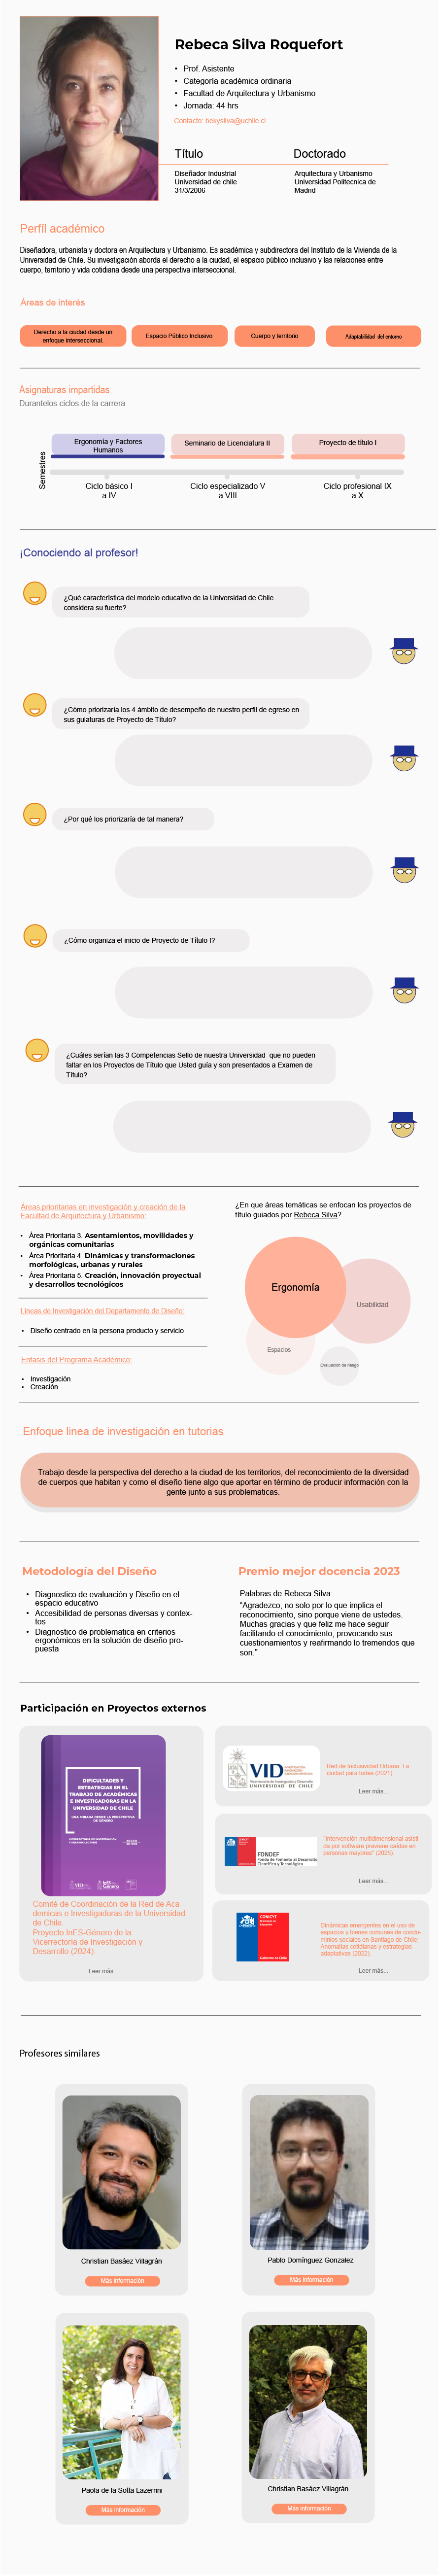 Rebeca Silva Roquefort
• Prof. Asistente
• Categoría académica ordinaria
• Facultad de Arquitectura y Urbanismo
• Jornada: 44 hrs
Contacto: bekysilva@uchile.cl
Título
Diseñador Industrial
Universidad de chile
31/3/2006
Doctorado
Arquitectura y Urbanismo
Universidad Politecnica de
Madrid
Perfil académico
Diseñadora, urbanista y doctora en Arquitectura y Urbanismo. Es académica y subdirectora del Instituto de la Vivienda de la
Universidad de Chile. Su investigación aborda el derecho a la ciudad, el espacio público inclusivo y las relaciones entre
cuerpo, territorio y vida cotidiana desde una perspectiva interseccional.
Áreas de interés
Derecho a la ciudad desde un
enfoque interseccional.
Espacio Público Inclusivo
Cuerpo y territorio
Adaptabilidad del entorno
Asignaturas impartidas
Durantelos ciclos de la carrera
Semestres
Ergonomía y Factores
Humanos
Seminario de Licenciatura II
Proyecto de título I
Ciclo básico I
a IV
Ciclo especializado V
a VIII
Ciclo profesional IX
a X
¡Conociendo al profesor!
¿Qué característica del modelo educativo de la Universidad de Chile
considera su fuerte?
¿Cómo priorizaría los 4 ámbito de desempeño de nuestro perfil de egreso en
sus guiaturas de Proyecto de Título?
¿Por qué los priorizaría de tal manera?
¿Cómo organiza el inicio de Proyecto de Título I?
¿Cuáles serían las 3 Competencias Sello de nuestra Universidad que no pueden
faltar en los Proyectos de Título que Usted guía y son presentados a Examen de
Título?
Áreas prioritarias en investigación y creación de la
Facultad de Arquitectura y Urbanismo:
• Área Prioritaria 3. Asentamientos, movilidades y
orgánicas comunitarias
• Área Prioritaria 4. Dinámicas y transformaciones
morfológicas, urbanas y rurales
• Área Prioritaria 5. Creación, innovación proyectual
y desarrollos tecnológicos
Líneas de Investigación del Departamento de Diseño:
• Diseño centrado en la persona producto y servicio
Enfasis del Programa Académico:
• Investigación
• Creación
¿En que áreas temáticas se enfocan los proyectos de
título guiados por Rebeca Silva?
Ergonomía
Usabilidad
Espacios
Evaluación de riesgo
Enfoque linea de investigación en tutorias
Trabajo desde la perspectiva del derecho a la ciudad de los territorios, del reconocimiento de la diversidad
de cuerpos que habitan y como el diseño tiene algo que aportar en término de producir información con la
gente junto a sus problematicas.
Metodología del Diseño
• Diagnostico de evaluación y Diseño en el
espacio educativo
• Accesibilidad de personas diversas y contex-
tos
• Diagnostico de problematica en criterios
ergonómicos en la solución de diseño pro-
puesta
Premio mejor docencia 2023
Palabras de Rebeca Silva:
“Agradezco, no solo por lo que implica el
reconocimiento, sino porque viene de ustedes.
Muchas gracias y que feliz me hace seguir
facilitando el conocimiento, provocando sus
cuestionamientos y reafirmando lo tremendos que
son."
Participación en Proyectos externos
DIFICULTADES Y
ESTRATEGIAS EN EL
TRABAJO DE ACADÉMICAS
E INVESTIGADORAS EN LA
UNIVERSIDAD DE CHILE
UNA MIRADA DESDE LA PERSPECTIVA
DE GÉNERO
VID
Comité de Coordinación de la Red de Aca-
demicas e Investigadoras de la Universidad
de Chile.
Proyecto InES-Género de la
Vicerrectoría de Investigación y
Desarrollo (2024).
Leer más...
VID
UNIVERSIDAD DE CHILE
Red de Inclusividad Urbana. La
ciudad para todes (2021).
Leer más...
FONDEF
Fondo de Fomento al Desarrollo
Científico y Tecnológico
"Intervención multidimensional asisti-
da por software previene caídas en
personas mayores" (2025).
Leer más...
CONICYT
Gobierno de Chile
Dinámicas emergentes en el uso de
espacios y bienes comunes de condo-
minios sociales en Santiago de Chile.
Anomalías cotidianas y estrategias
adaptativas (2022).
Leer más...
Profesores similares
Christian Basáez Villagrán
Más información
Pablo Domínguez Gonzalez
Más información
Paola de la Sotta Lazerrini
Más información
Christian Basáez Villagrán
Más información